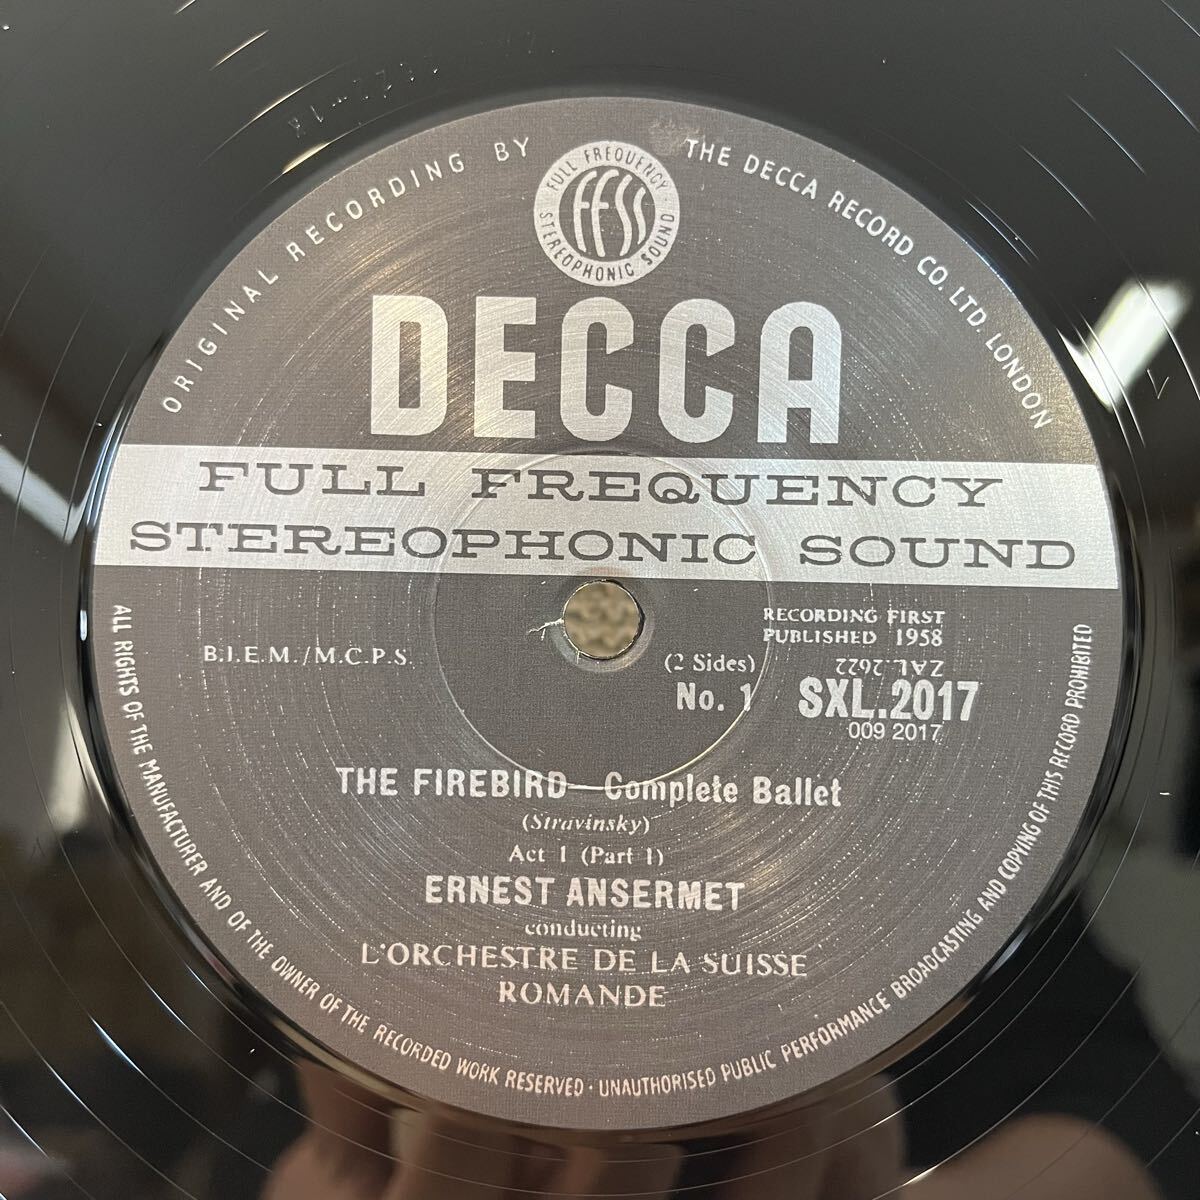 ORIGINAL RECORDING BY THE DECCA RECORD CO. LTD. LONDON
FULL FREQUENCY STEREOPHONIC SOUND
FFSS
DECCA
FULL FREQUENCY
STEREOPHONIC SOUND
RECORDING FIRST
PUBLISHED 1958
B.I.E.M./M.C.P.S.
(2 Sides)
ZAL.2622
No. 1
SXL.2017
009 2017
THE FIREBIRD—Complete Ballet
(Stravinsky)
Act 1 (Part 1)
ERNEST ANSERMET
conducting
L'ORCHESTRE DE LA SUISSE
ROMANDE
ALL RIGHTS OF THE MANUFACTURER AND OF THE OWNER OF THE RECORDED WORK RESERVED · UNAUTHORISED PUBLIC PERFORMANCE BROADCASTING AND COPYING OF THIS RECORD PROHIBITED